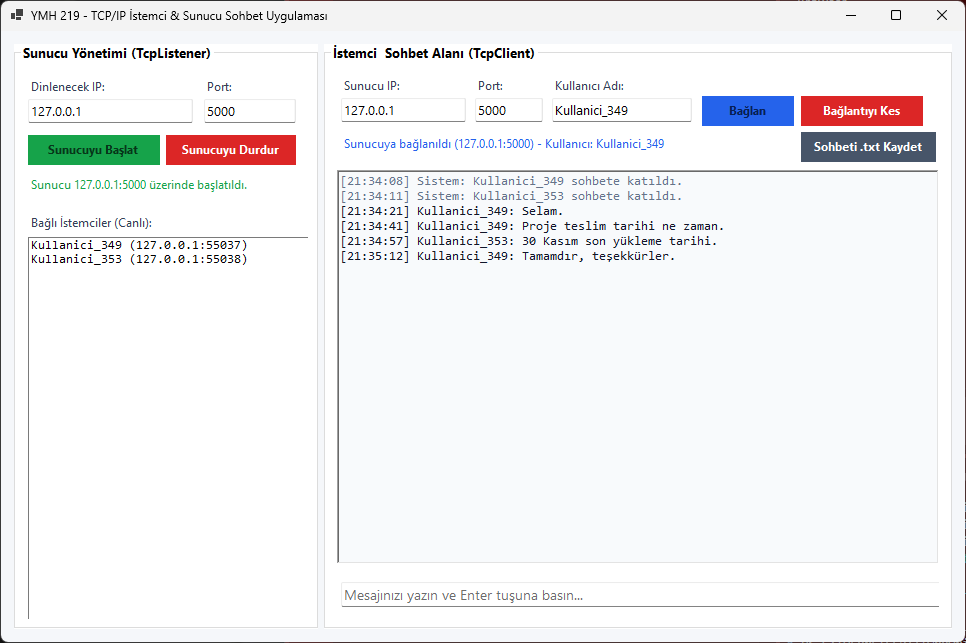 YMH 219 - TCP/IP İstemci & Sunucu Sohbet Uygulaması
Sunucu Yönetimi (TcpListener)
Dinlenecek IP:
Port:
127.0.0.1
5000
Sunucuyu Başlat
Sunucuyu Durdur
Sunucu 127.0.0.1:5000 üzerinde başlatıldı.
Bağlı İstemciler (Canlı):
Kullanici_349 (127.0.0.1:55037)
Kullanici_353 (127.0.0.1:55038)
İstemci  Sohbet Alanı (TcpClient)
Sunucu IP:
Port:
Kullanıcı Adı:
127.0.0.1
5000
Kullanici_349
Bağlan
Bağlantıyı Kes
Sunucuya bağlanıldı (127.0.0.1:5000) - Kullanıcı: Kullanici_349
Sohbeti .txt Kaydet
[21:34:08] Sistem: Kullanici_349 sohbete katıldı.
[21:34:11] Sistem: Kullanici_353 sohbete katıldı.
[21:34:21] Kullanici_349: Selam.
[21:34:41] Kullanici_349: Proje teslim tarihi ne zaman.
[21:34:57] Kullanici_353: 30 Kasım son yükleme tarihi.
[21:35:12] Kullanici_349: Tamamdır, teşekkürler.
Mesajınızı yazın ve Enter tuşuna basın...